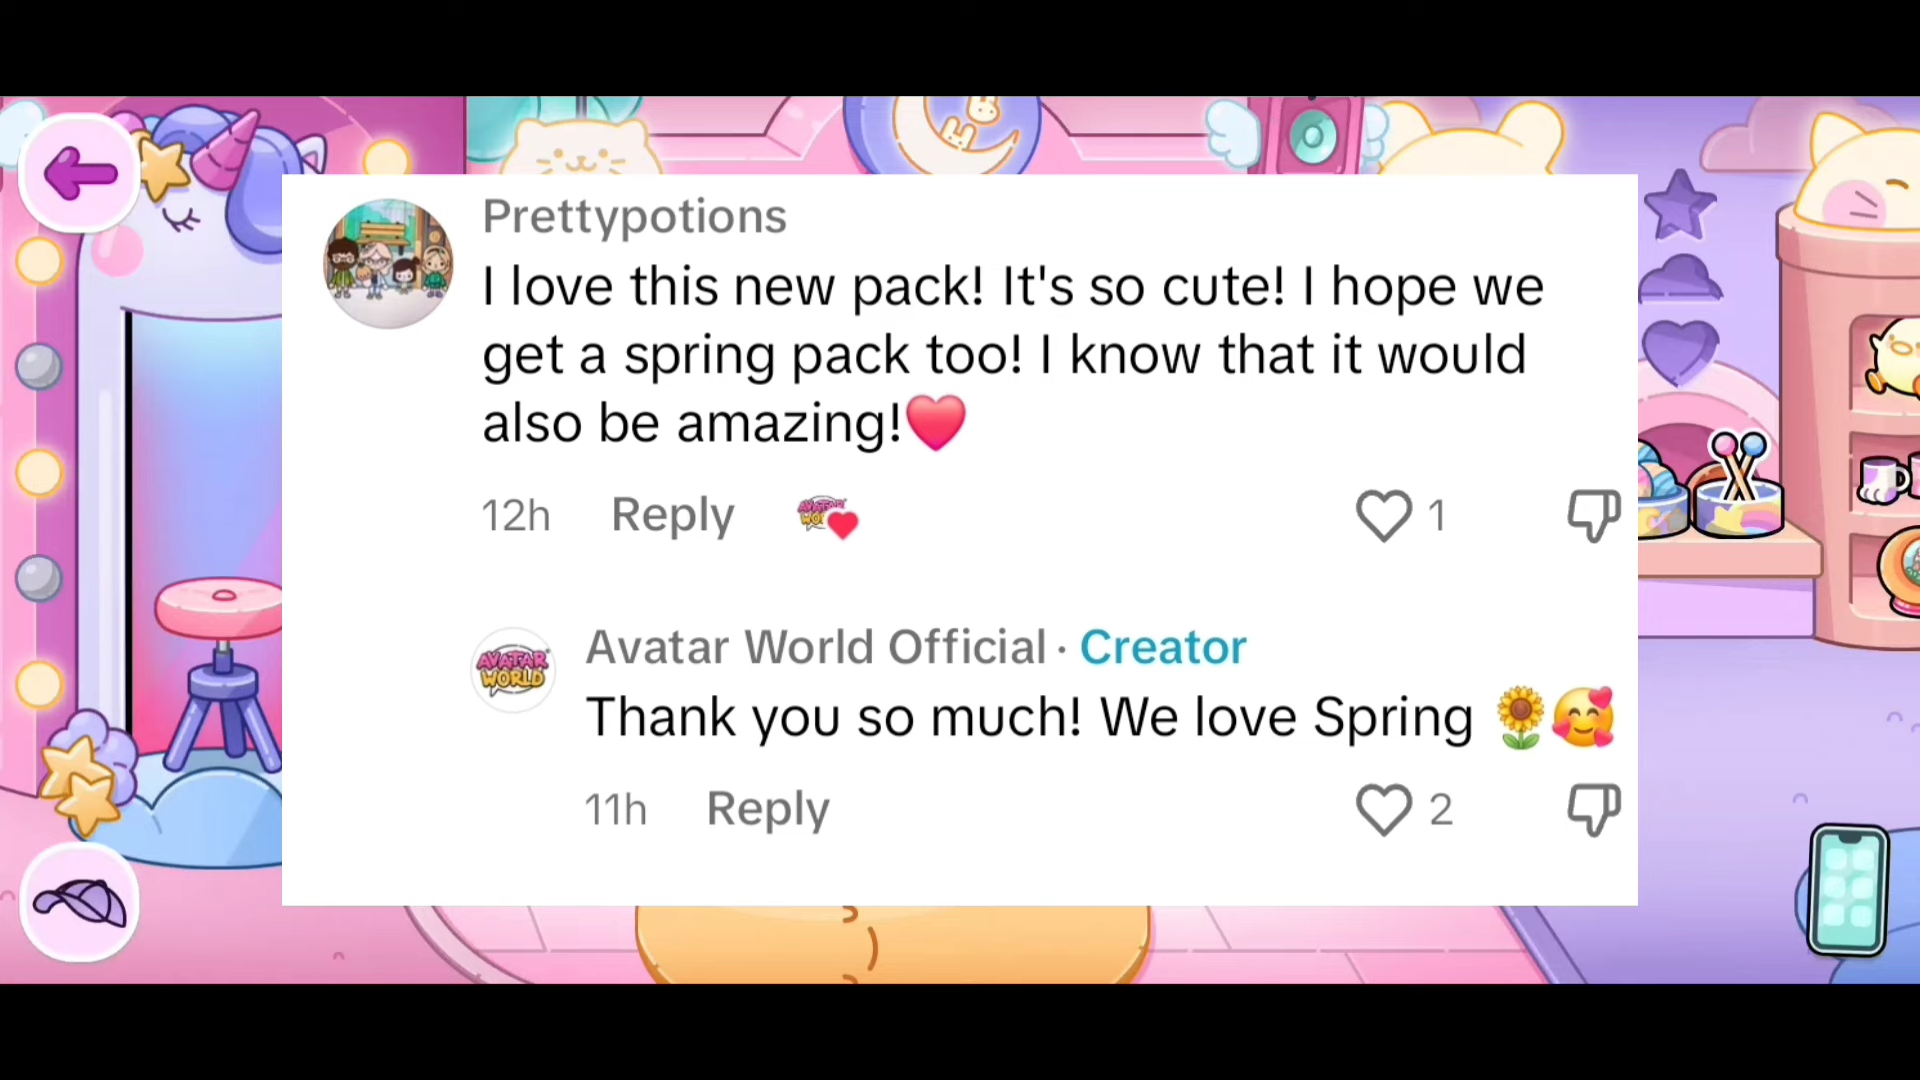 Prettypotions
I love this new pack! It's so cute! I hope we
get a spring pack too! I know that it would
also be amazing!❤️
12h Reply 1
AVATAR WORLD
Avatar World Official · Creator
Thank you so much! We love Spring 🌻🥰
11h Reply 2